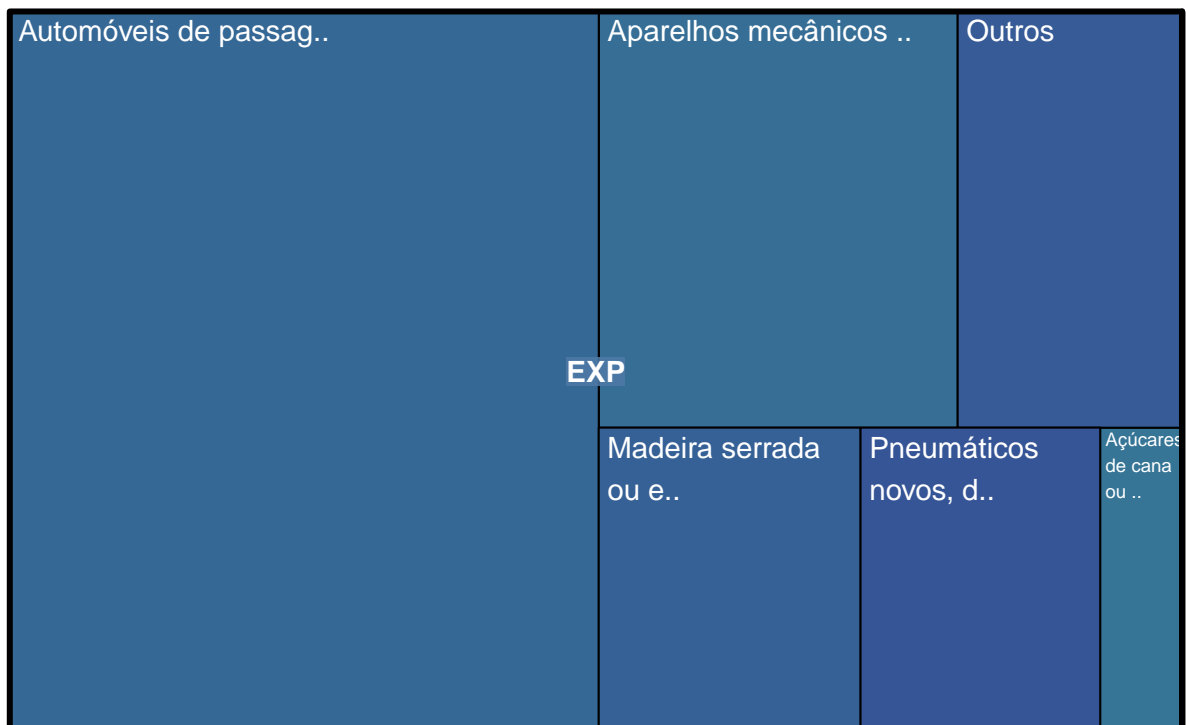 Automóveis de passag..
Aparelhos mecânicos ..
Outros
EXP
Madeira serrada
ou e..
Pneumáticos
novos, d..
Açúcares
de cana
ou ..